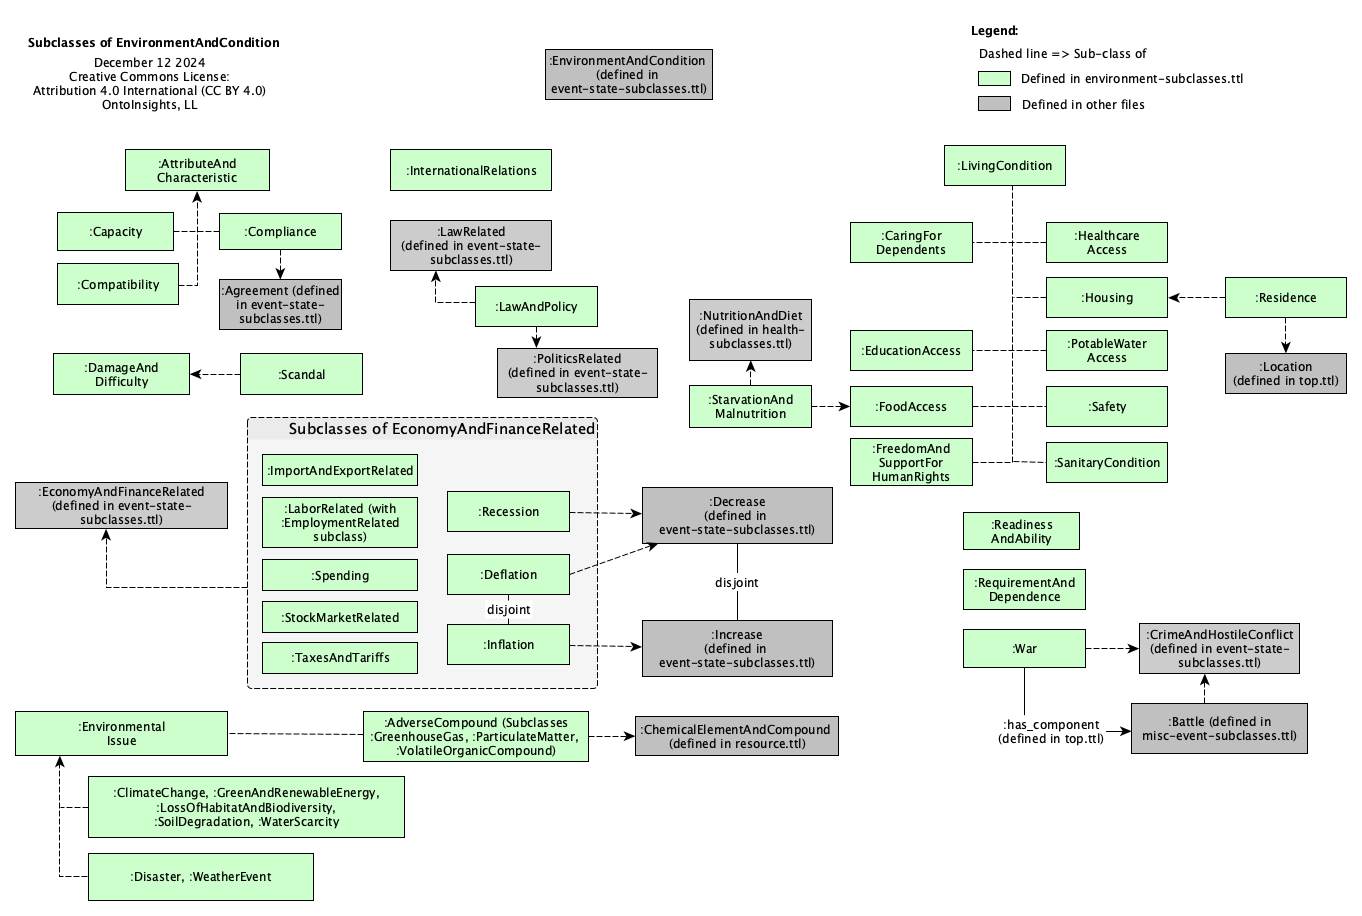 Subclasses of EnvironmentAndCondition
December 12 2024
Creative Commons License:
Attribution 4.0 International (CC BY 4.0)
OntoInsights, LL
:EnvironmentAndCondition
(defined in
event-state-subclasses.ttl)
Legend:
Dashed line => Sub-class of
Defined in environment-subclasses.ttl
Defined in other files
:AttributeAnd
Characteristic
:Capacity
:Compliance
:Compatibility
:Agreement (defined
in event-state-
subclasses.ttl)
:DamageAnd
Difficulty
:Scandal
:InternationalRelations
:LawRelated
(defined in event-state-
subclasses.ttl)
:LawAndPolicy
:PoliticsRelated
(defined in event-state-
subclasses.ttl)
:LivingCondition
:CaringFor
Dependents
:Healthcare
Access
:Housing
:Residence
:Location
(defined in top.ttl)
:NutritionAndDiet
(defined in health-
subclasses.ttl)
:EducationAccess
:PotableWater
Access
:StarvationAnd
Malnutrition
:FoodAccess
:Safety
:FreedomAnd
SupportFor
HumanRights
:SanitaryCondition
Subclasses of EconomyAndFinanceRelated
:EconomyAndFinanceRelated
(defined in event-state-
subclasses.ttl)
:ImportAndExportRelated
:LaborRelated (with
:EmploymentRelated
subclass)
:Spending
:StockMarketRelated
:TaxesAndTariffs
:Recession
:Deflation
disjoint
:Inflation
:Decrease
(defined in
event-state-subclasses.ttl)
disjoint
:Increase
(defined in
event-state-subclasses.ttl)
:Readiness
AndAbility
:RequirementAnd
Dependence
:War
:CrimeAndHostileConflict
(defined in event-state-
subclasses.ttl)
:has_component
(defined in top.ttl)
:Battle (defined in
misc-event-subclasses.ttl)
:Environmental
Issue
:AdverseCompound (Subclasses
:GreenhouseGas, :ParticulateMatter,
:VolatileOrganicCompound)
:ChemicalElementAndCompound
(defined in resource.ttl)
:ClimateChange, :GreenAndRenewableEnergy,
:LossOfHabitatAndBiodiversity,
:SoilDegradation, :WaterScarcity
:Disaster, :WeatherEvent